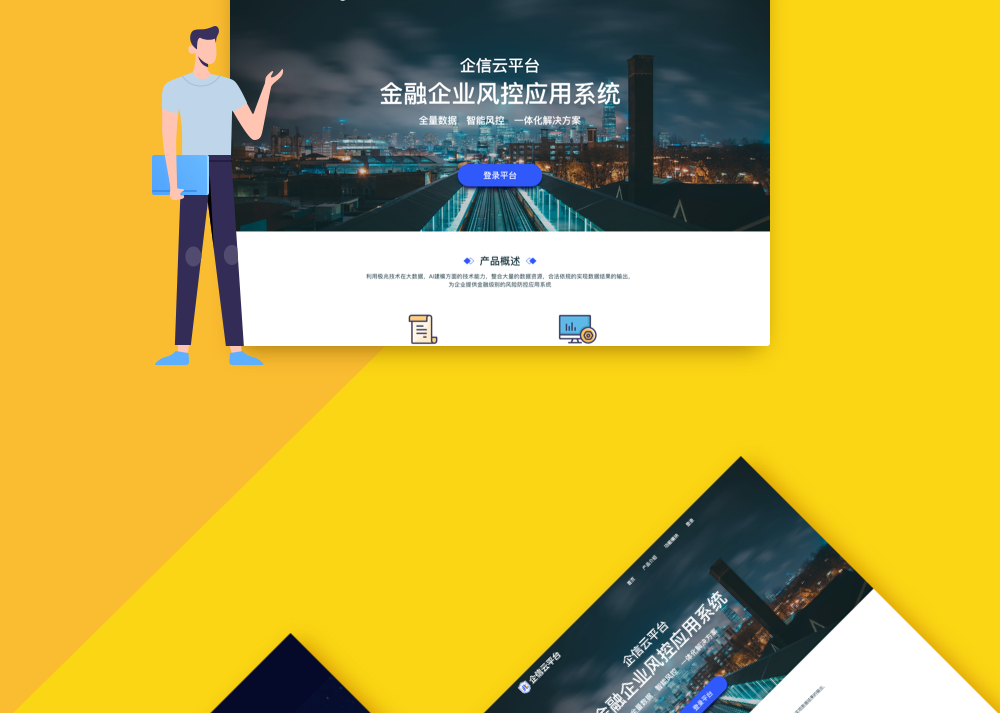 企信云平台
金融企业风控应用系统
全量数据 智能风控 一体化解决方案
登录平台
产品概述
利用极光技术在大数据、AI建模方面的技术能力，整合大量的数据资源，合法依规的实现数据结果的输出，
为企业提供金融级别的风险防控应用系统
企信云平台
首页 产品介绍 功能模块 登录
企信云平台
金融企业风控应用系统
全量数据 智能风控 一体化解决方案
登录平台